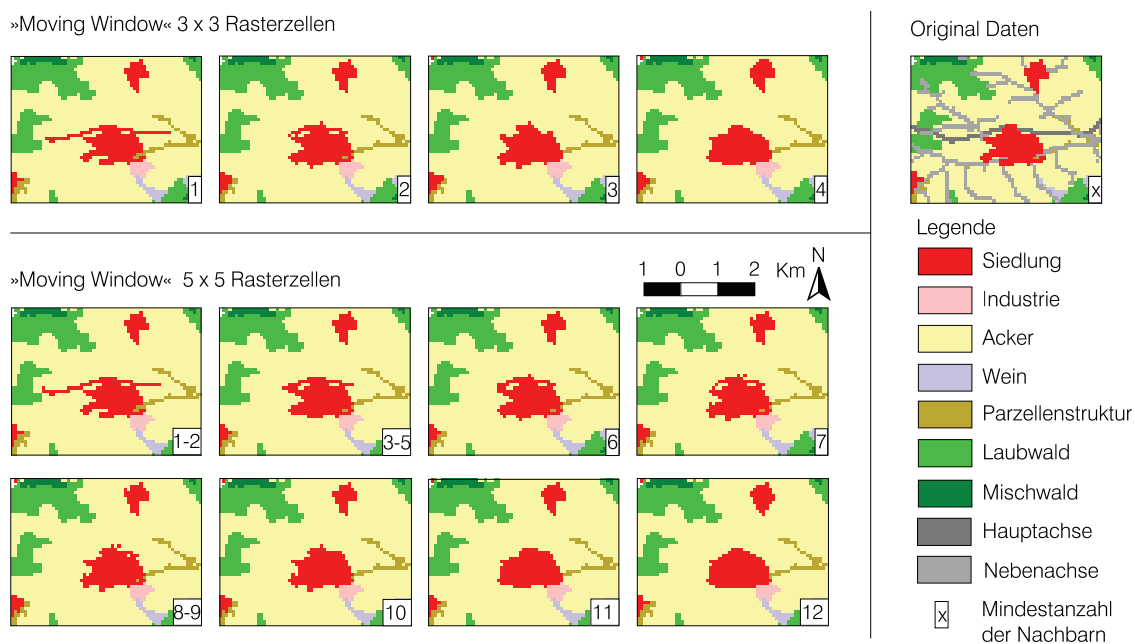 »Moving Window« 3 x 3 Rasterzellen
1
2
3
4
»Moving Window« 5 x 5 Rasterzellen
1 0 1 2 Km
N
1-2
3-5
6
7
8-9
10
11
12
Original Daten
x
Legende
Siedlung
Industrie
Acker
Wein
Parzellenstruktur
Laubwald
Mischwald
Hauptachse
Nebenachse
x Mindestanzahl
der Nachbarn